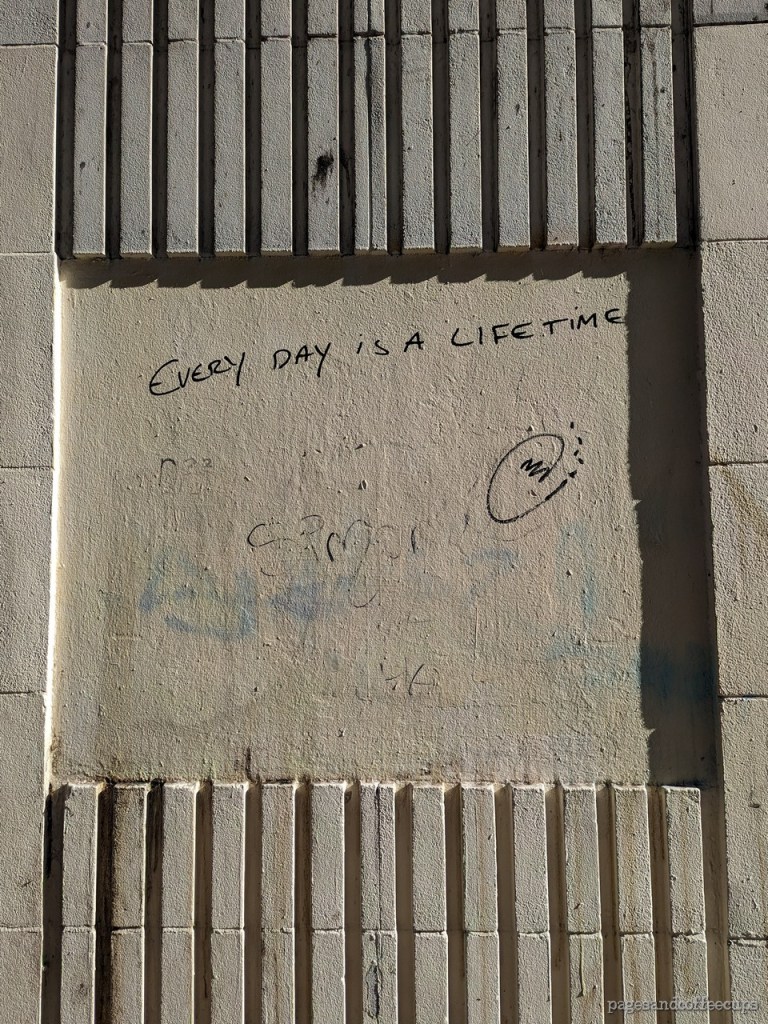 EVERY DAY IS A LIFETIME
pagesandcoffeecups